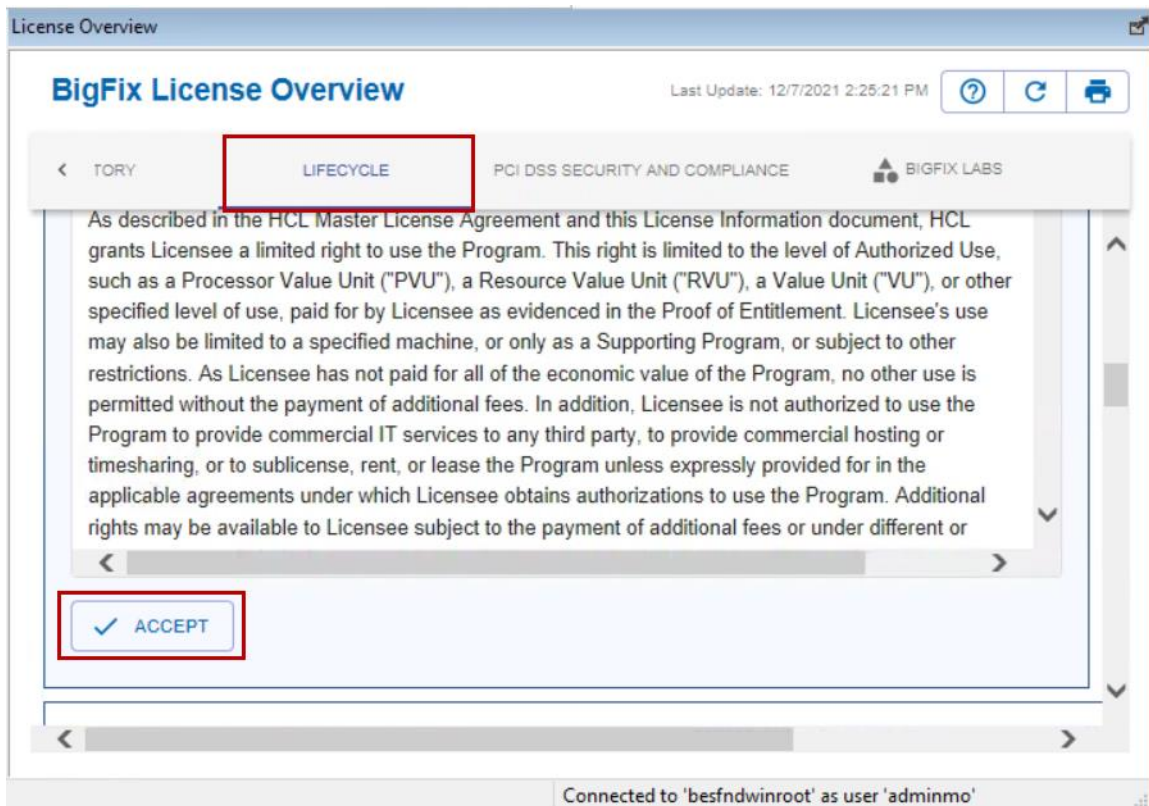 License Overview
BigFix License Overview
Last Update: 12/7/2021 2:25:21 PM
TORY LIFECYCLE PCI DSS SECURITY AND COMPLIANCE BIGFIX LABS
As described in the HCL Master License Agreement and this License Information document, HCL
grants Licensee a limited right to use the Program. This right is limited to the level of Authorized Use,
such as a Processor Value Unit ("PVU"), a Resource Value Unit ("RVU"), a Value Unit ("VU"), or other
specified level of use, paid for by Licensee as evidenced in the Proof of Entitlement. Licensee's use
may also be limited to a specified machine, or only as a Supporting Program, or subject to other
restrictions. As Licensee has not paid for all of the economic value of the Program, no other use is
permitted without the payment of additional fees. In addition, Licensee is not authorized to use the
Program to provide commercial IT services to any third party, to provide commercial hosting or
timesharing, or to sublicense, rent, or lease the Program unless expressly provided for in the
applicable agreements under which Licensee obtains authorizations to use the Program. Additional
rights may be available to Licensee subject to the payment of additional fees or under different or
ACCEPT
Connected to 'besfndwinroot' as user 'adminmo'